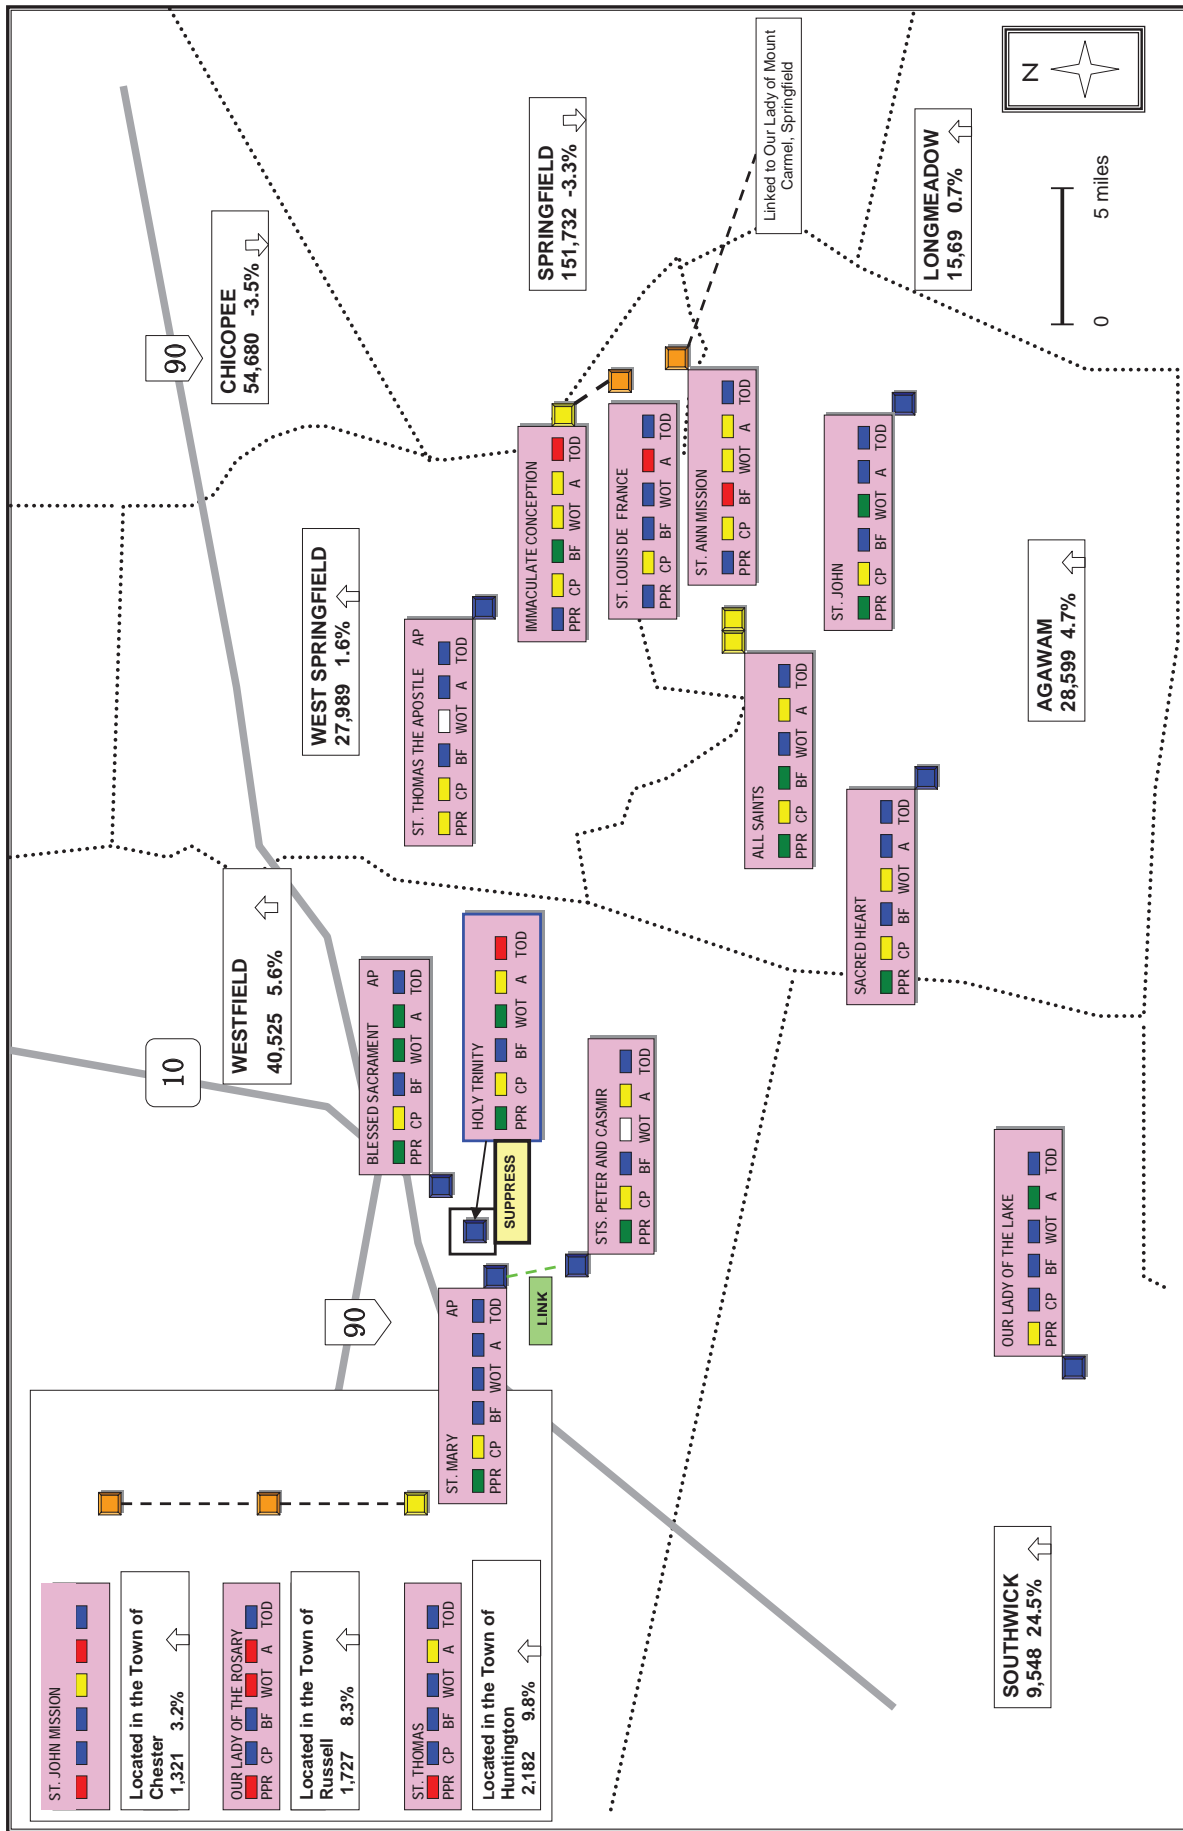 ST. JOHN MISSION
Located in the Town of
Chester
1,321 3.2%
OUR LADY OF THE ROSARY
PPR CP BF WOT A TOD
Located in the Town of
Russell
1,727 8.3%
ST. THOMAS
PPR CP BF WOT A TOD
Located in the Town of
Huntington
2,182 9.8%
90
10
WESTFIELD
40,525 5.6%
BLESSED SACRAMENT AP
PPR CP BF WOT A TOD
HOLY TRINITY
PPR CP BF WOT A TOD
SUPPRESS
ST. MARY AP
PPR CP BF WOT A TOD
LINK
STS. PETER AND CASMIR
PPR CP BF WOT A TOD
90
CHICOPEE
54,680 -3.5%
WEST SPRINGFIELD
27,989 1.6%
ST. THOMAS THE APOSTLE AP
PPR CP BF WOT A TOD
IMMACULATE CONCEPTION
PPR CP BF WOT A TOD
SPRINGFIELD
151,732 -3.3%
ST. LOUIS DE FRANCE
PPR CP BF WOT A TOD
ST. ANN MISSION
PPR CP BF WOT A TOD
Linked to Our Lady of Mount
Carmel, Springfield
ALL SAINTS
PPR CP BF WOT A TOD
ST. JOHN
PPR CP BF WOT A TOD
SACRED HEART
PPR CP BF WOT A TOD
LONGMEADOW
15,69 0.7%
AGAWAM
28,599 4.7%
OUR LADY OF THE LAKE
PPR CP BF WOT A TOD
SOUTHWICK
9,548 24.5%
0 5 miles
N